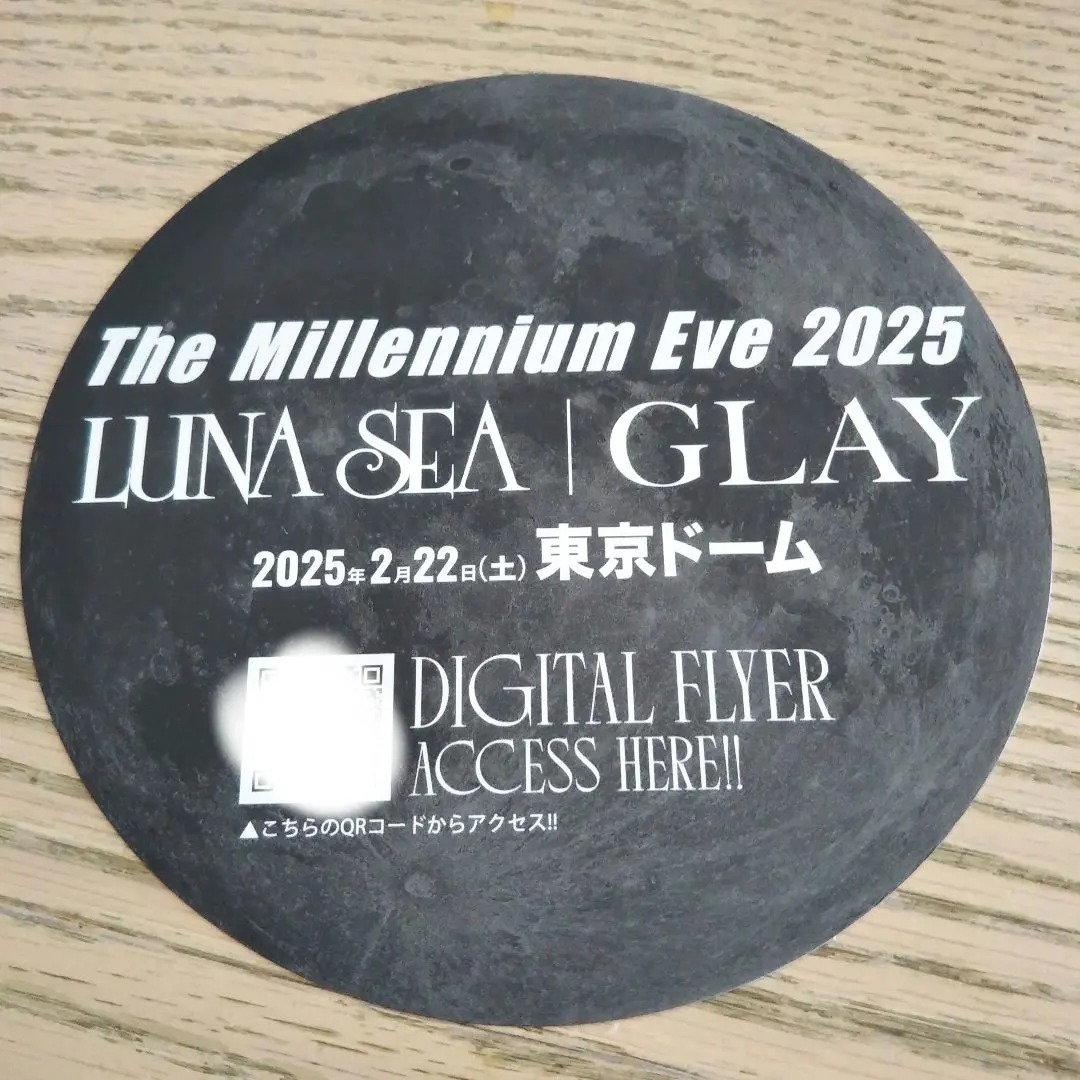 The Millennium Eve 2025
LUNA SEA | GLAY
2025年2月22日(土) 東京ドーム
DIGITAL FLYER
ACCESS HERE!!
▲こちらのQRコードからアクセス!!